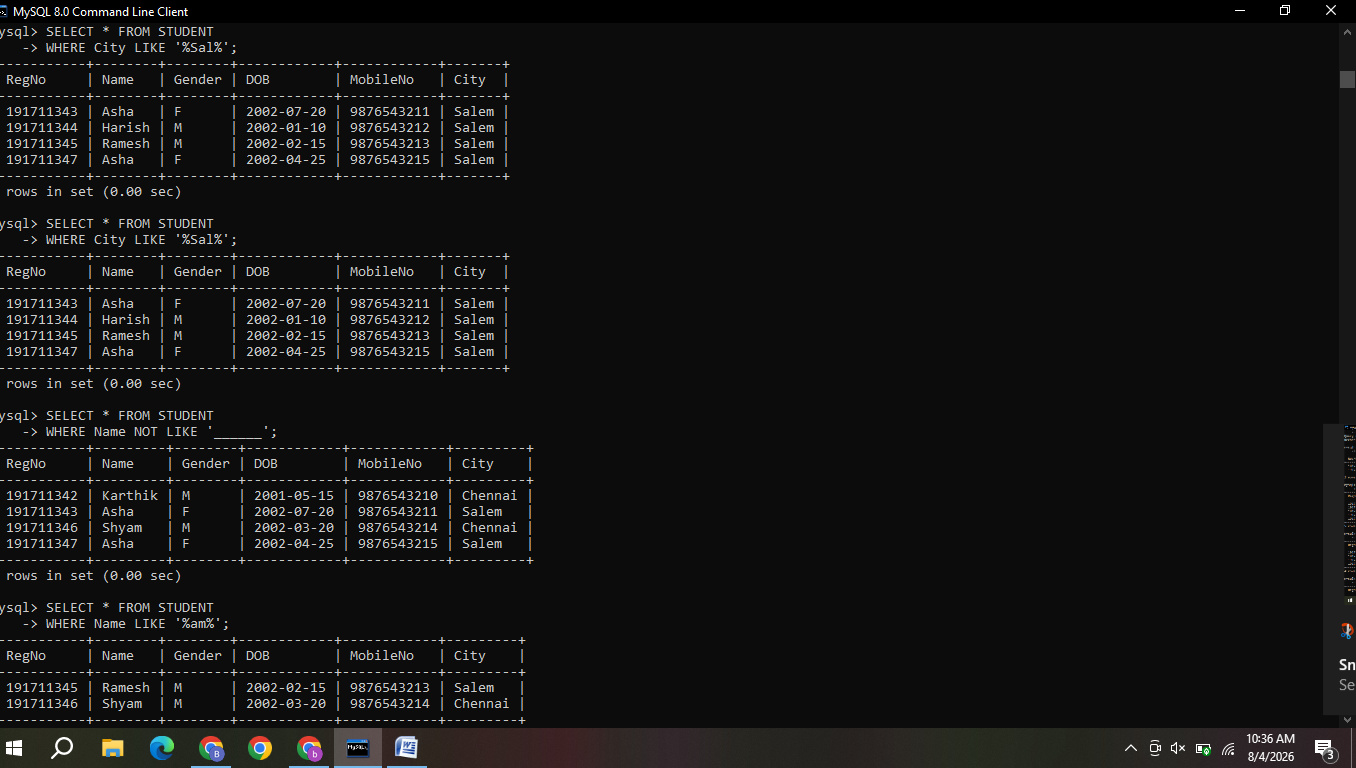 MySQL 8.0 Command Line Client
ysql> SELECT * FROM STUDENT
    -> WHERE City LIKE '%Sal%';
-----------+--------+--------+------------+------------+-------+
 RegNo     | Name   | Gender | DOB        | MobileNo   | City  |
-----------+--------+--------+------------+------------+-------+
 191711343 | Asha   | F      | 2002-07-20 | 9876543211 | Salem |
 191711344 | Harish | M      | 2002-01-10 | 9876543212 | Salem |
 191711345 | Ramesh | M      | 2002-02-15 | 9876543213 | Salem |
 191711347 | Asha   | F      | 2002-04-25 | 9876543215 | Salem |
-----------+--------+--------+------------+------------+-------+
 rows in set (0.00 sec)
ysql> SELECT * FROM STUDENT
    -> WHERE City LIKE '%Sal%';
-----------+--------+--------+------------+------------+-------+
 RegNo     | Name   | Gender | DOB        | MobileNo   | City  |
-----------+--------+--------+------------+------------+-------+
 191711343 | Asha   | F      | 2002-07-20 | 9876543211 | Salem |
 191711344 | Harish | M      | 2002-01-10 | 9876543212 | Salem |
 191711345 | Ramesh | M      | 2002-02-15 | 9876543213 | Salem |
 191711347 | Asha   | F      | 2002-04-25 | 9876543215 | Salem |
-----------+--------+--------+------------+------------+-------+
 rows in set (0.00 sec)
ysql> SELECT * FROM STUDENT
    -> WHERE Name NOT LIKE '______';
-----------+---------+--------+------------+------------+---------+
 RegNo     | Name    | Gender | DOB        | MobileNo   | City    |
-----------+---------+--------+------------+------------+---------+
 191711342 | Karthik | M      | 2001-05-15 | 9876543210 | Chennai |
 191711343 | Asha    | F      | 2002-07-20 | 9876543211 | Salem   |
 191711346 | Shyam   | M      | 2002-03-20 | 9876543214 | Chennai |
 191711347 | Asha    | F      | 2002-04-25 | 9876543215 | Salem   |
-----------+---------+--------+------------+------------+---------+
 rows in set (0.00 sec)
ysql> SELECT * FROM STUDENT
    -> WHERE Name LIKE '%am%';
-----------+--------+--------+------------+------------+---------+
 RegNo     | Name   | Gender | DOB        | MobileNo   | City    |
-----------+--------+--------+------------+------------+---------+
 191711345 | Ramesh | M      | 2002-02-15 | 9876543213 | Salem   |
 191711346 | Shyam  | M      | 2002-03-20 | 9876543214 | Chennai |
-----------+--------+--------+------------+------------+---------+
Sn
Se
B
b
MySQL
10:36 AM
8/4/2026
3